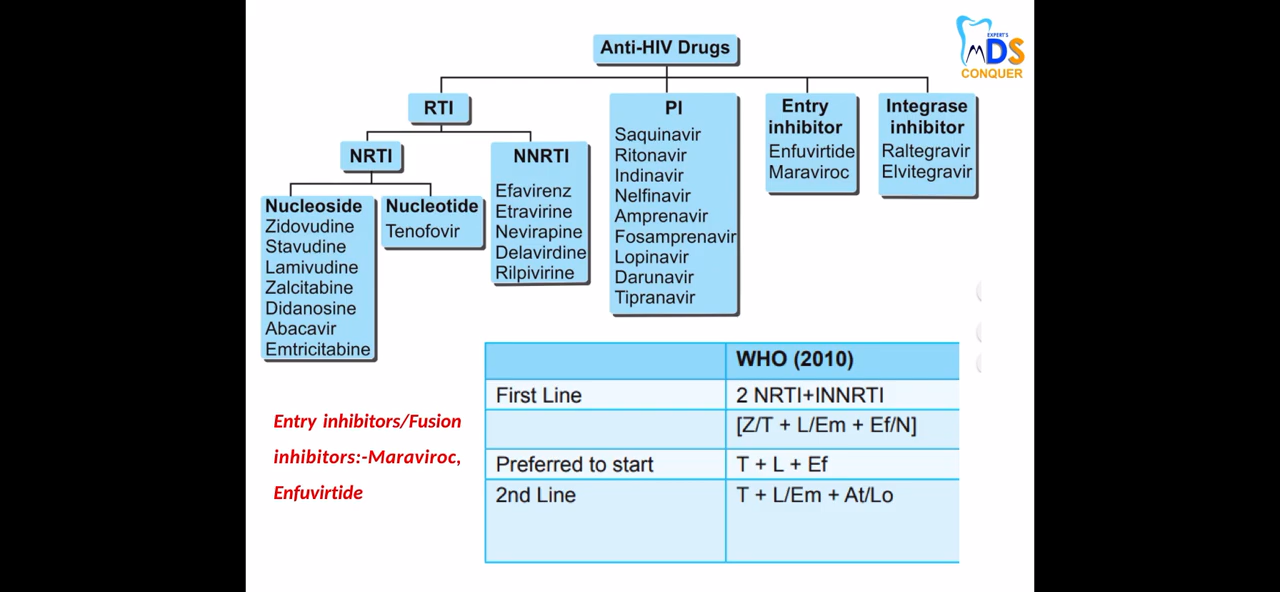 Anti-HIV Drugs
EXPERT'S
MDS
CONQUER
RTI
NRTI
Nucleoside
Zidovudine
Stavudine
Lamivudine
Zalcitabine
Didanosine
Abacavir
Emtricitabine
Nucleotide
Tenofovir
NNRTI
Efavirenz
Etravirine
Nevirapine
Delavirdine
Rilpivirine
PI
Saquinavir
Ritonavir
Indinavir
Nelfinavir
Amprenavir
Fosamprenavir
Lopinavir
Darunavir
Tipranavir
Entry
inhibitor
Enfuvirtide
Maraviroc
Integrase
inhibitor
Raltegravir
Elvitegravir
Entry inhibitors/Fusion
inhibitors:-Maraviroc,
Enfuvirtide
WHO (2010)
First Line 2 NRTI+INNRTI
[Z/T + L/Em + Ef/N]
Preferred to start T + L + Ef
2nd Line T + L/Em + At/Lo